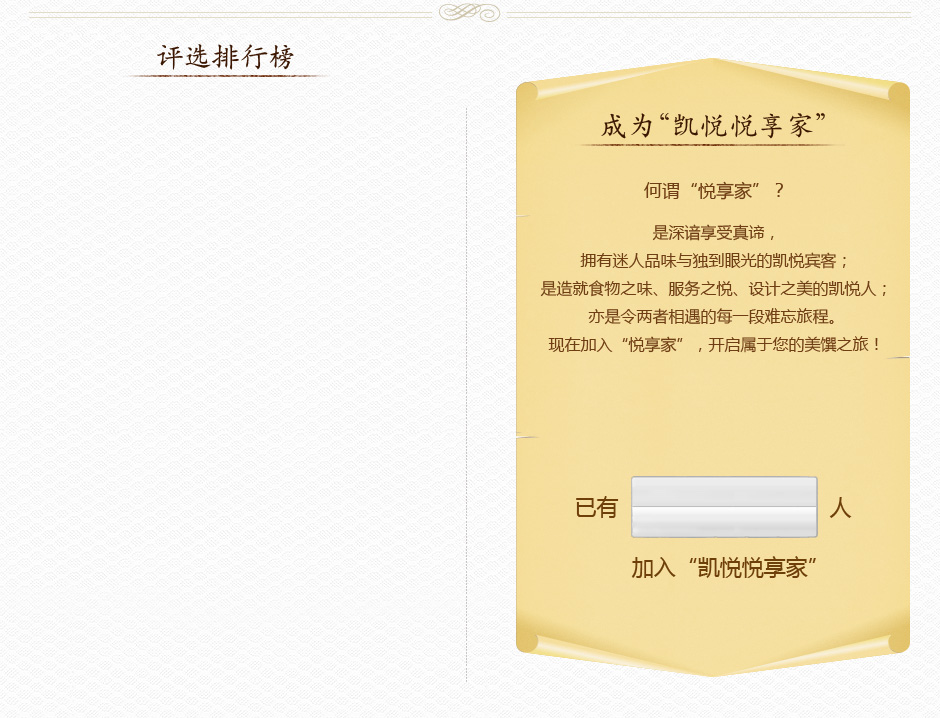 评选排行榜
成为“凯悦悦享家”
何谓“悦享家”？
是深谙享受真谛，
拥有迷人品味与独到眼光的凯悦宾客；
是造就食物之味、服务之悦、设计之美的凯悦人；
亦是令两者相遇的每一段难忘旅程。
现在加入“悦享家”，开启属于您的美馔之旅！
已有 人
加入“凯悦悦享家”